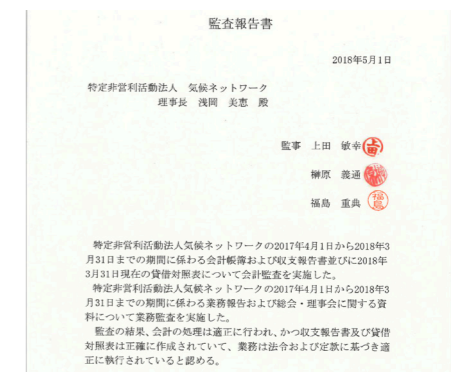 監査報告書
2018年5月1日
特定非営利活動法人　気候ネットワーク
理事長　浅岡　美恵　殿
監事　上田　敏幸
榊原　義通
福島　重典
福島
特定非営利活動法人気候ネットワークの2017年4月1日から2018年3
月31日までの期間に係わる会計帳簿および収支報告書並びに2018年
3月31日現在の貸借対照表について会計監査を実施した。
特定非営利活動法人気候ネットワークの2017年4月1日から2018年3
月31日までの期間に係わる業務報告および総会・理事会に関する資
料について業務監査を実施した。
監査の結果、会計の処理は適正に行われ、かつ収支報告書及び貸借
対照表は正確に作成されていて、業務は法令および定款に基づき適
正に執行されていると認める。